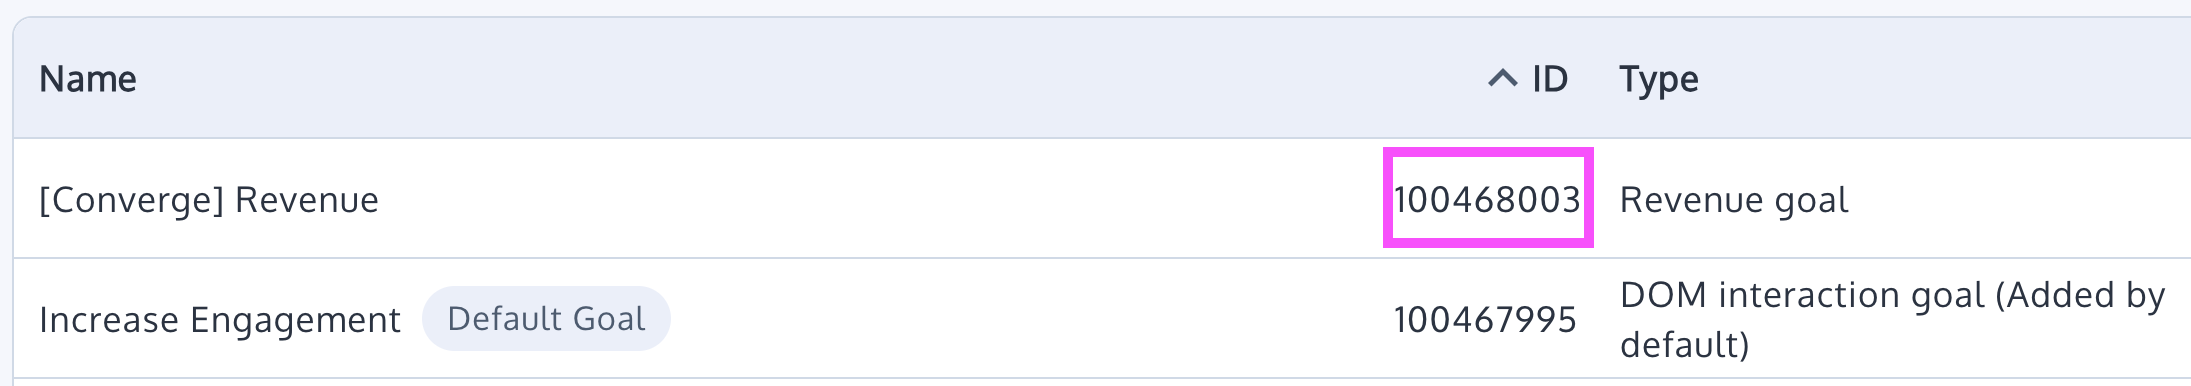 Name ID Type
[Converge] Revenue 100468003 Revenue goal
Increase Engagement Default Goal 100467995 DOM interaction goal (Added by
default)